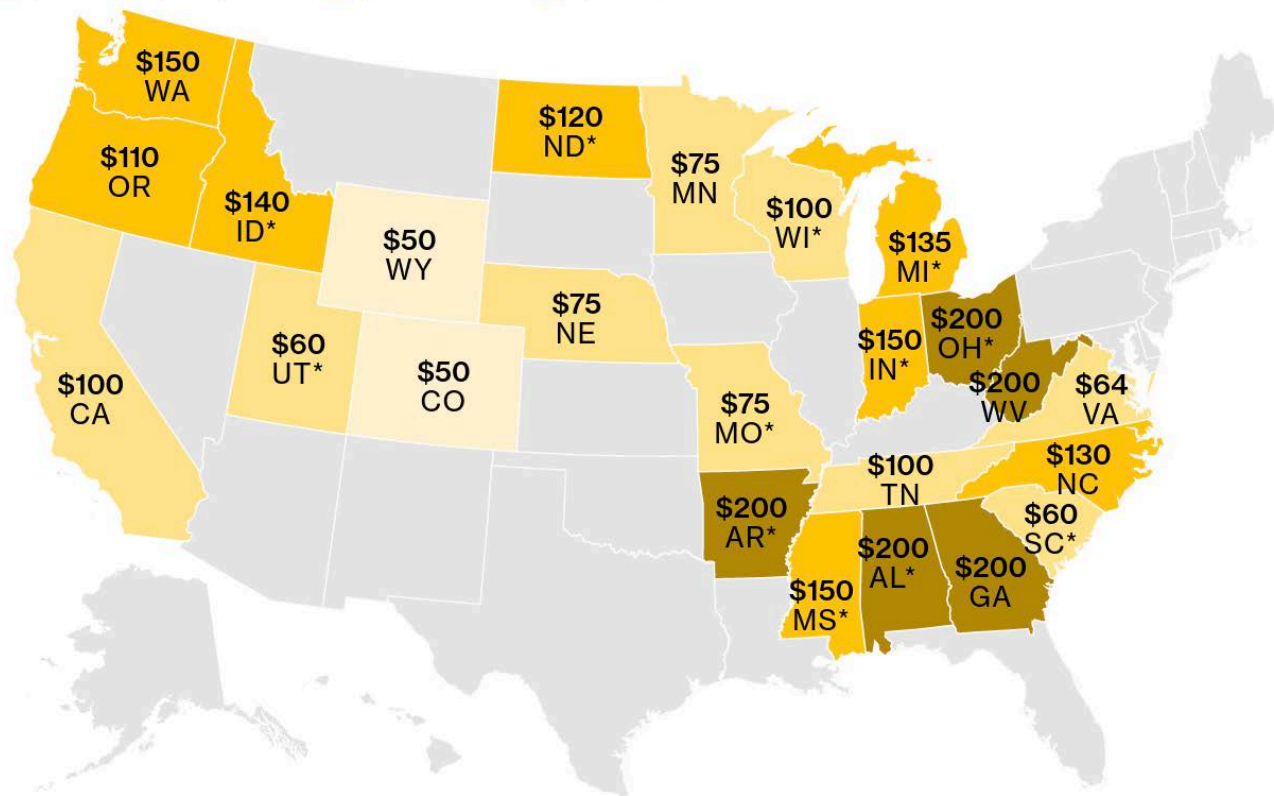 $150
WA
$110
OR
$140
ID*
$120
ND*
$75
MN
$100
WI*
$135
MI*
$50
WY
$75
NE
$60
UT*
$50
CO
$100
CA
$75
MO*
$150
IN*
$200
OH*
$200
WV
$64
VA
$100
TN
$130
NC
$60
SC*
$200
AR*
$150
MS*
$200
AL*
$200
GA